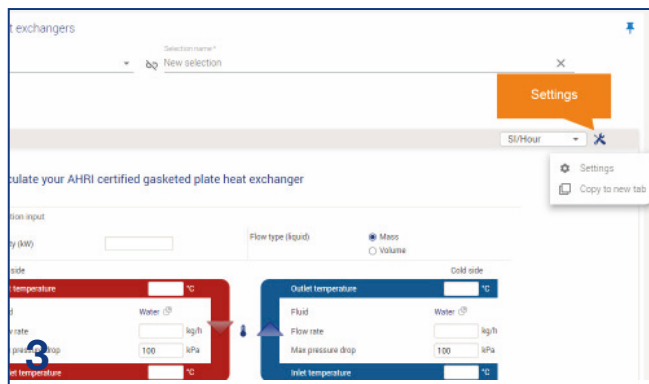 t exchangers
Selection name*
New selection
Settings
SI/Hour
Settings
Copy to new tab
culate your AHRI certified gasketed plate heat exchanger
tion input
ty (kW)
Flow type (liquid)
Mass
Volume
side
Cold side
t temperature °C
Outlet temperature °C
d Water
Fluid Water
w rate kg/h
Flow rate kg/h
pressure drop 100 kPa
Max pressure drop 100 kPa
let temperature °C
Inlet temperature °C
3